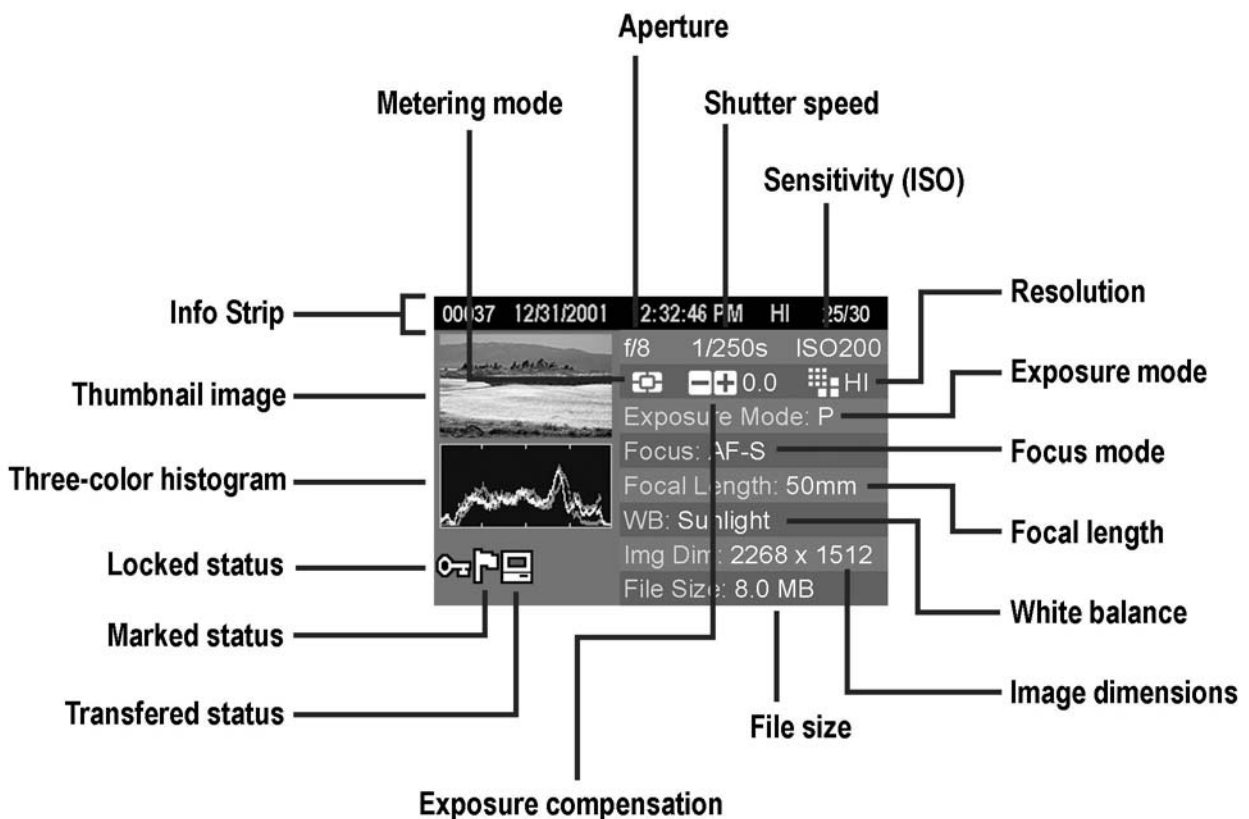 Aperture
Metering mode
Shutter speed
Sensitivity (ISO)
Info Strip
00037 12/31/2001 2:32:46 PM HI 25/30
Resolution
f/8 1/250s ISO200
Thumbnail image
0.0 HI
Exposure mode
Exposure Mode: P
Focus: AF-S
Focus mode
Three-color histogram
Focal Length: 50mm
WB: Sunlight
Focal length
Locked status
Img Dim: 2268 x 1512
File Size: 8.0 MB
White balance
Marked status
Image dimensions
Transfered status
File size
Exposure compensation